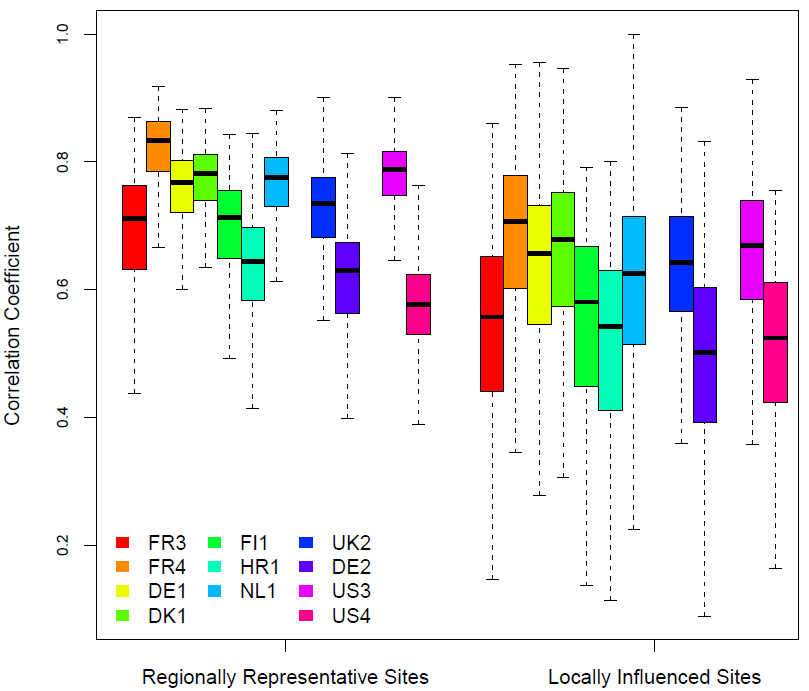 Correlation Coefficient
1.0
0.8
0.6
0.4
0.2
FR3 FI1 UK2
FR4 HR1 DE2
DE1 NL1 US3
DK1 US4
Regionally Representative Sites Locally Influenced Sites